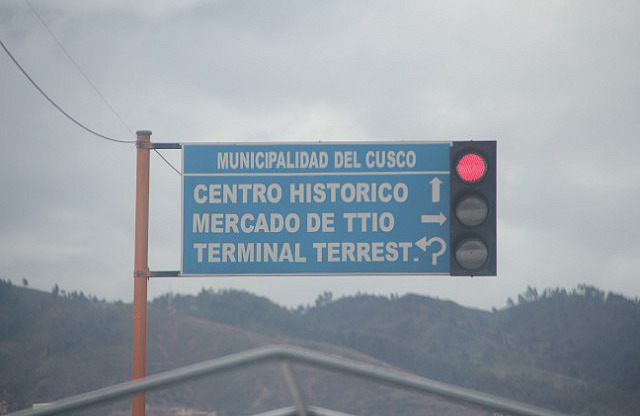 MUNICIPALIDAD DEL CUSCO
CENTRO HISTORICO
MERCADO DE TTIO
TERMINAL TERREST.